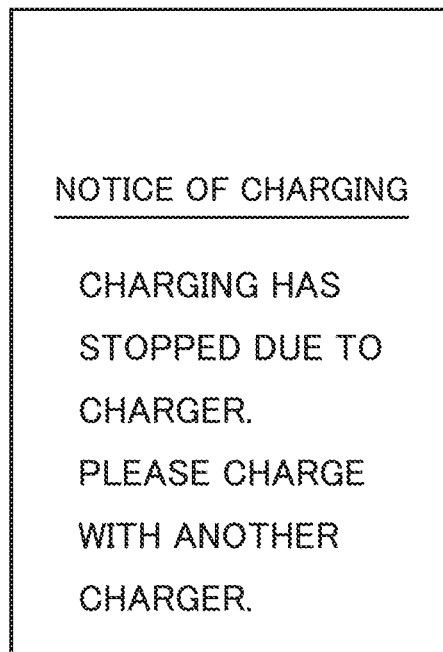 NOTICE OF CHARGING
CHARGING HAS
STOPPED DUE TO
CHARGER.
PLEASE CHARGE
WITH ANOTHER
CHARGER.